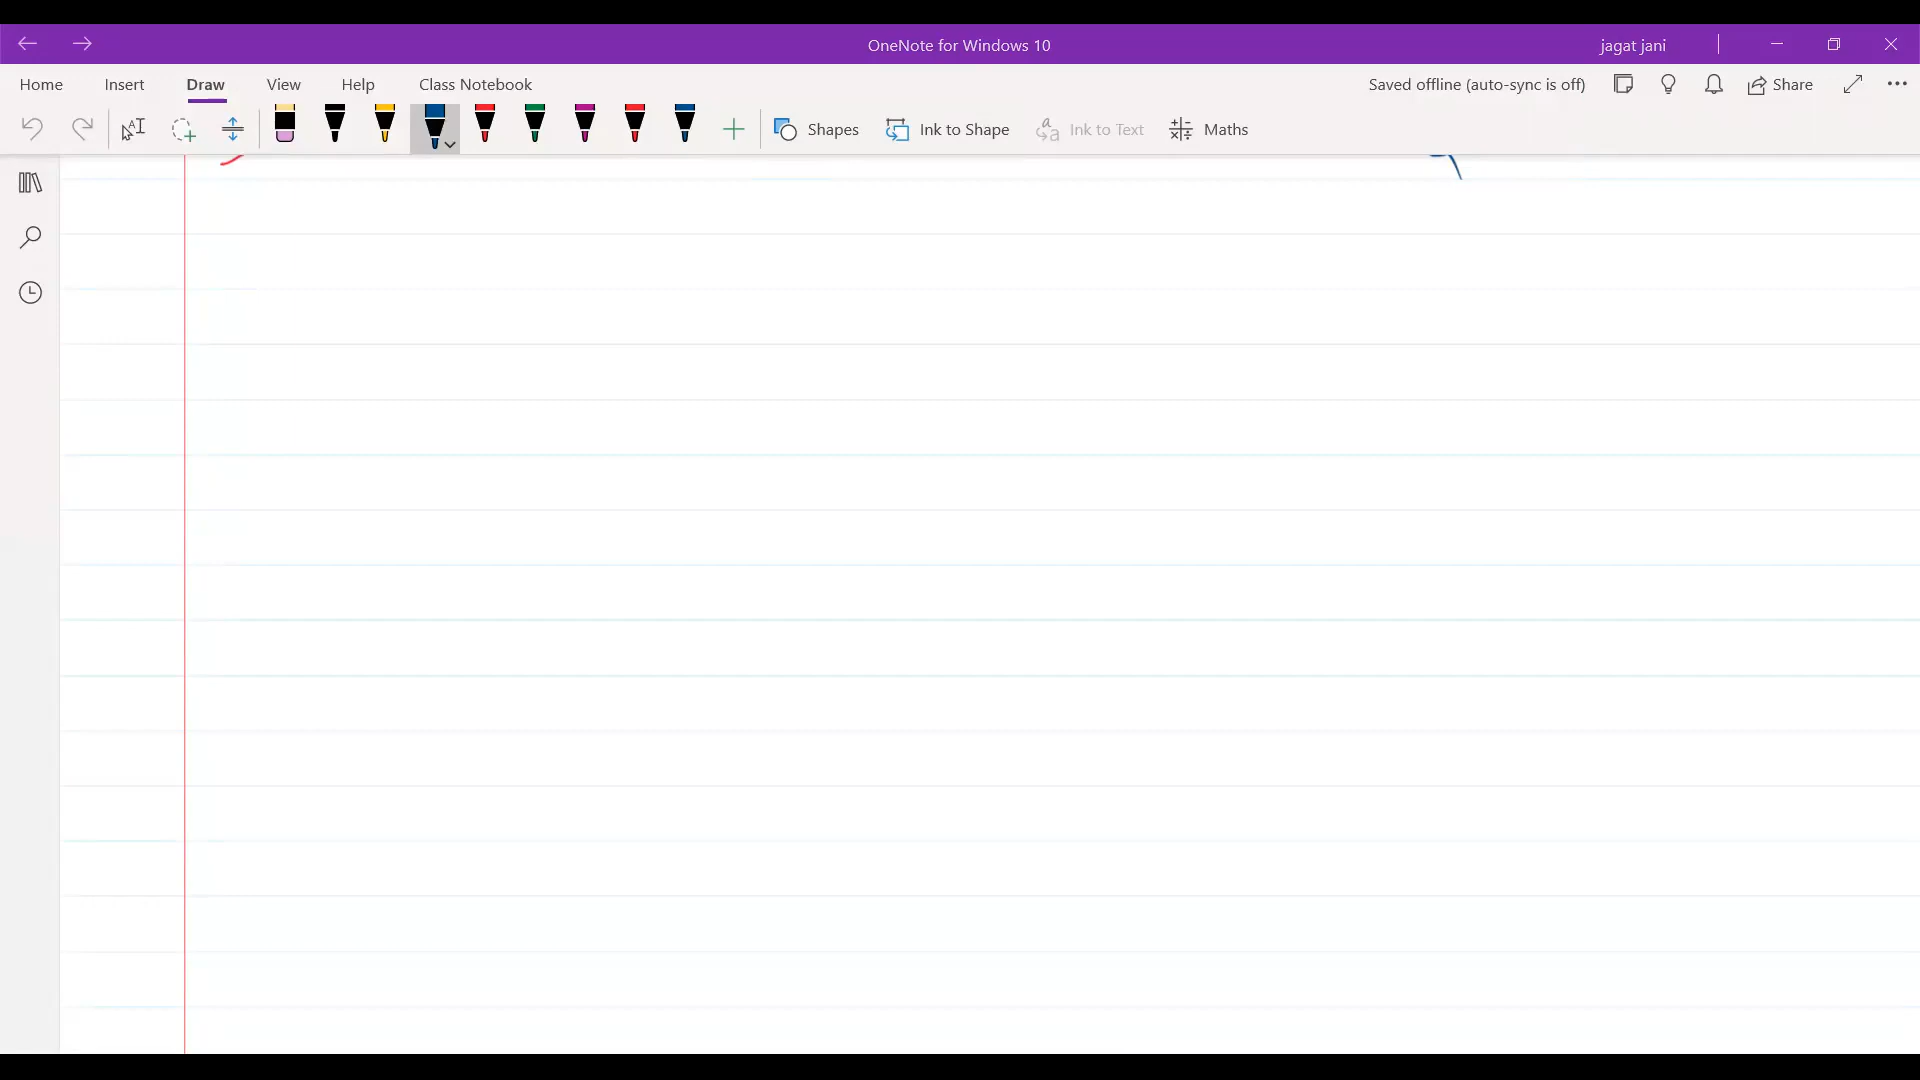 OneNote for Windows 10
jagat jani
Home Insert Draw View Help Class Notebook
Saved offline (auto-sync is off) Share
Shapes Ink to Shape Ink to Text Maths